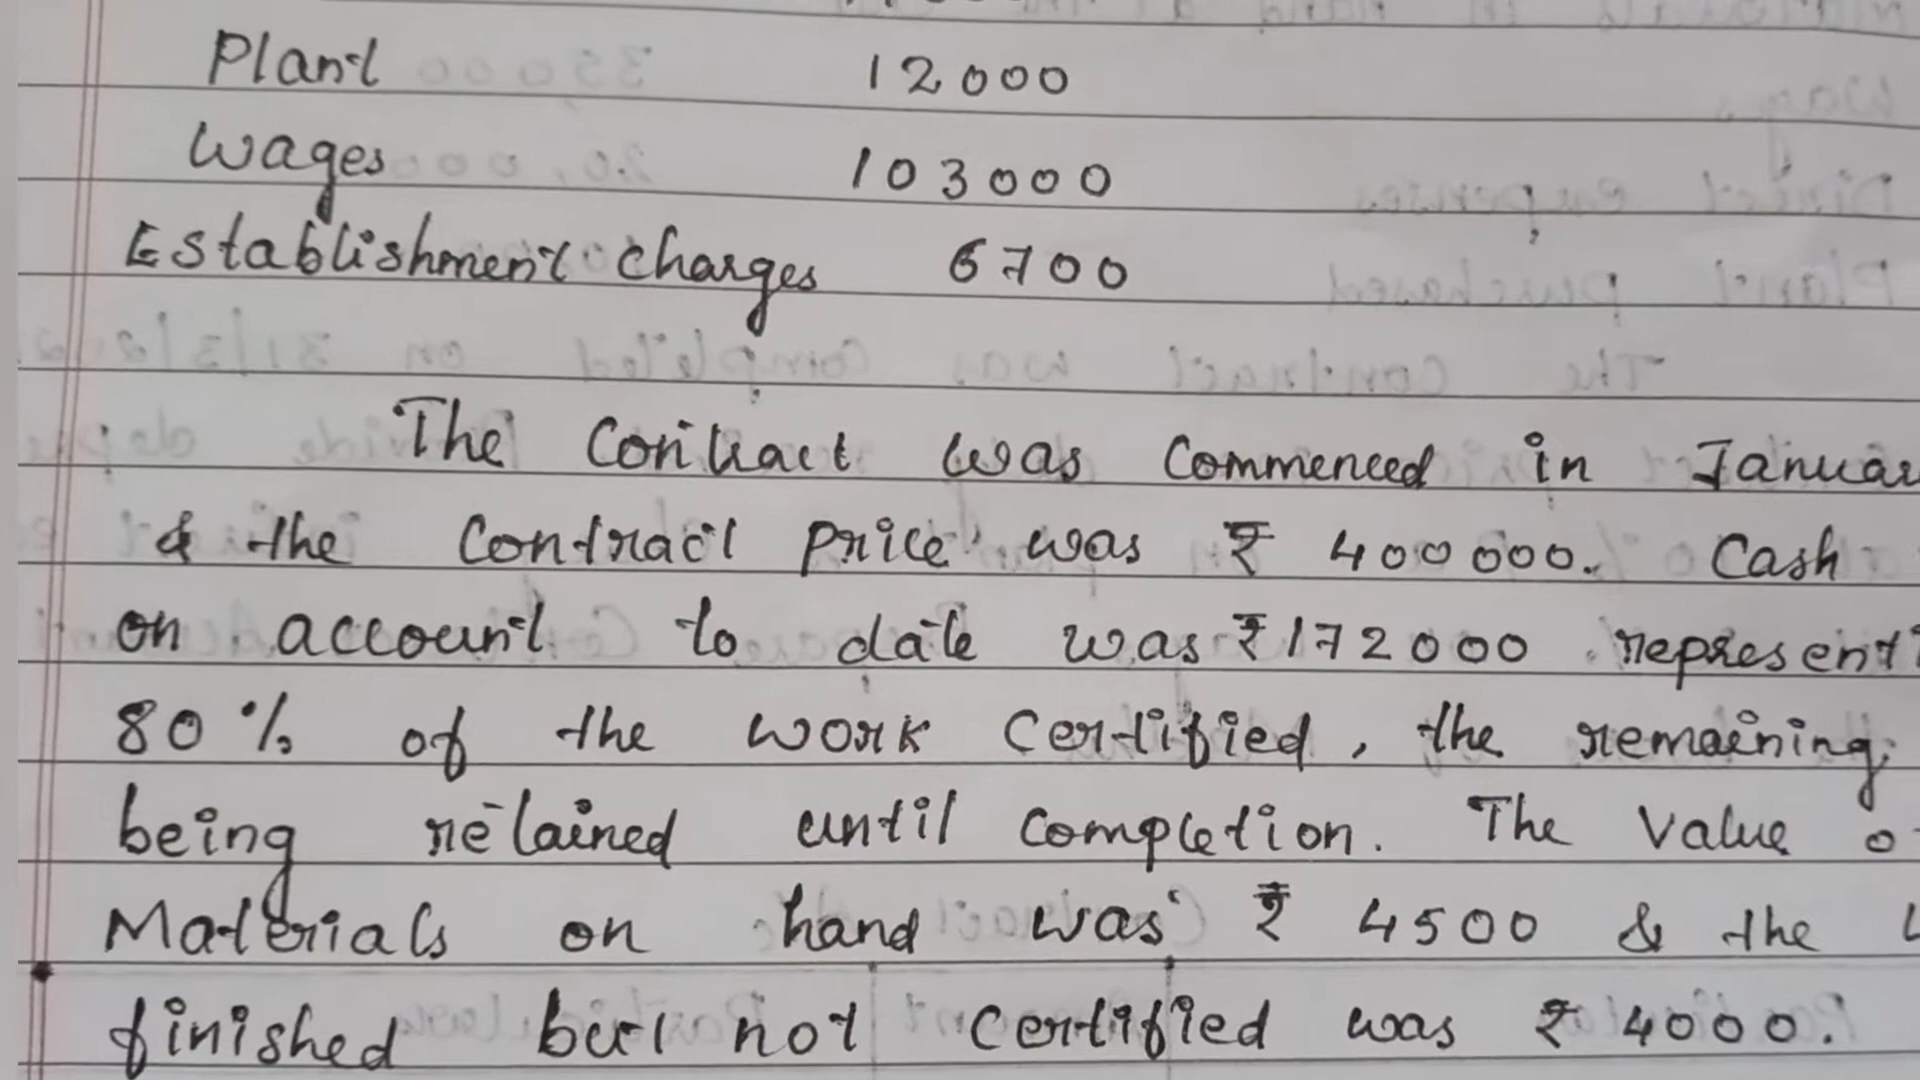 Plant 12000
Wages 103000
Establishment charges 6700
The Contract was Commenced in Januar
& the Contract Price was ₹ 400000. Cash
on account to date was ₹172000 represent
80% of the work Certified, the remaining
being retained until completion. The Value o
Materials on hand was ₹ 4500 & the
finished but not Certified was ₹ 4000.